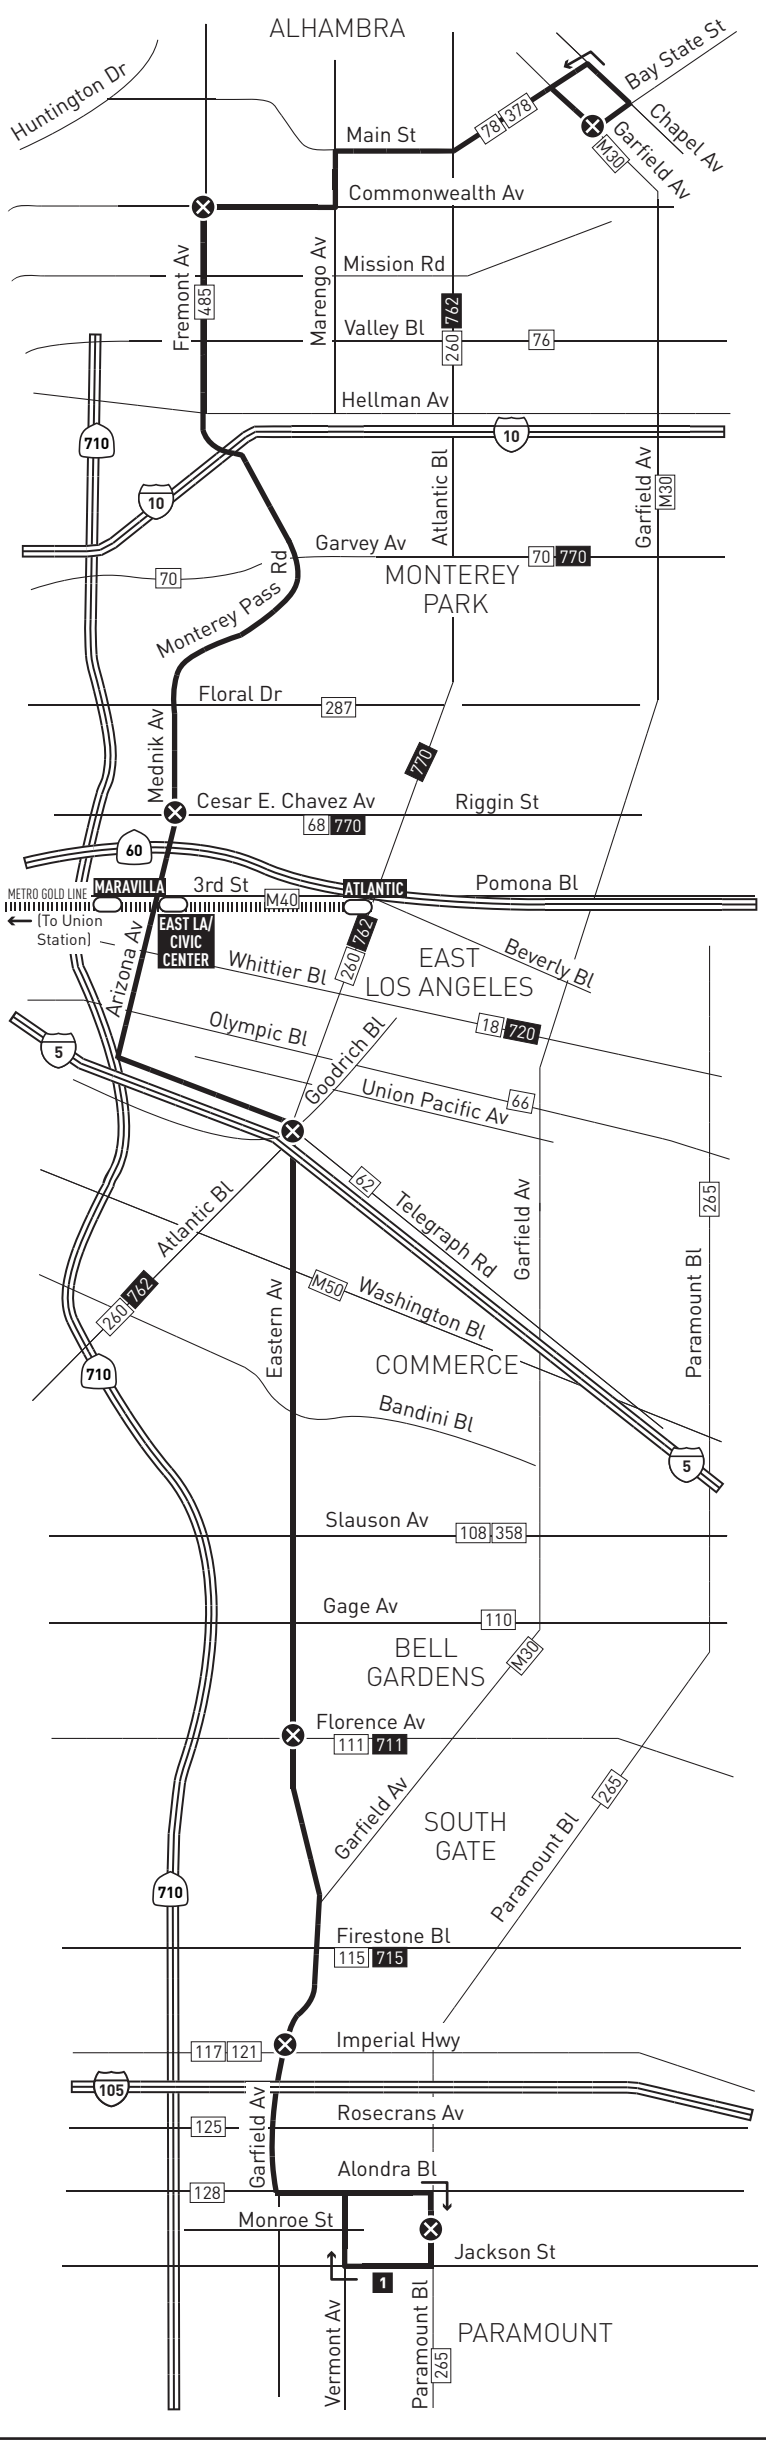 ALHAMBRA
Bay State St
Huntington Dr
78 378
Chapel Av
Main St
Garfield Av
M30
Commonwealth Av
Fremont Av
Marengo Av
Mission Rd
485
762
Valley Bl
260
76
Hellman Av
710
10
10
Atlantic Bl
Garfield Av
M30
Garvey Av
70 770
70
Monterey Pass Rd
MONTEREY
PARK
Floral Dr
287
Mednik Av
770
Cesar E. Chavez Av
Riggin St
68 770
60
METRO GOLD LINE
MARAVILLA
3rd St
M40
ATLANTIC
Pomona Bl
(To Union
Station)
EAST LA/
CIVIC
CENTER
Arizona Av
260 762
Whittier Bl
EAST
LOS ANGELES
Beverly Bl
Olympic Bl
18 720
5
Goodrich Bl
Union Pacific Av
66
62
Telegraph Rd
Garfield Av
265
Atlantic Bl
260 762
Eastern Av
M50
Washington Bl
Paramount Bl
COMMERCE
710
Bandini Bl
5
Slauson Av
108 358
Gage Av
110
BELL
GARDENS
M30
Florence Av
111 711
265
Garfield Av
SOUTH
GATE
Paramount Bl
710
Firestone Bl
115 715
Imperial Hwy
117 121
105
Garfield Av
Rosecrans Av
125
Alondra Bl
128
Monroe St
Jackson St
1
Vermont Av
Paramount Bl
PARAMOUNT
265